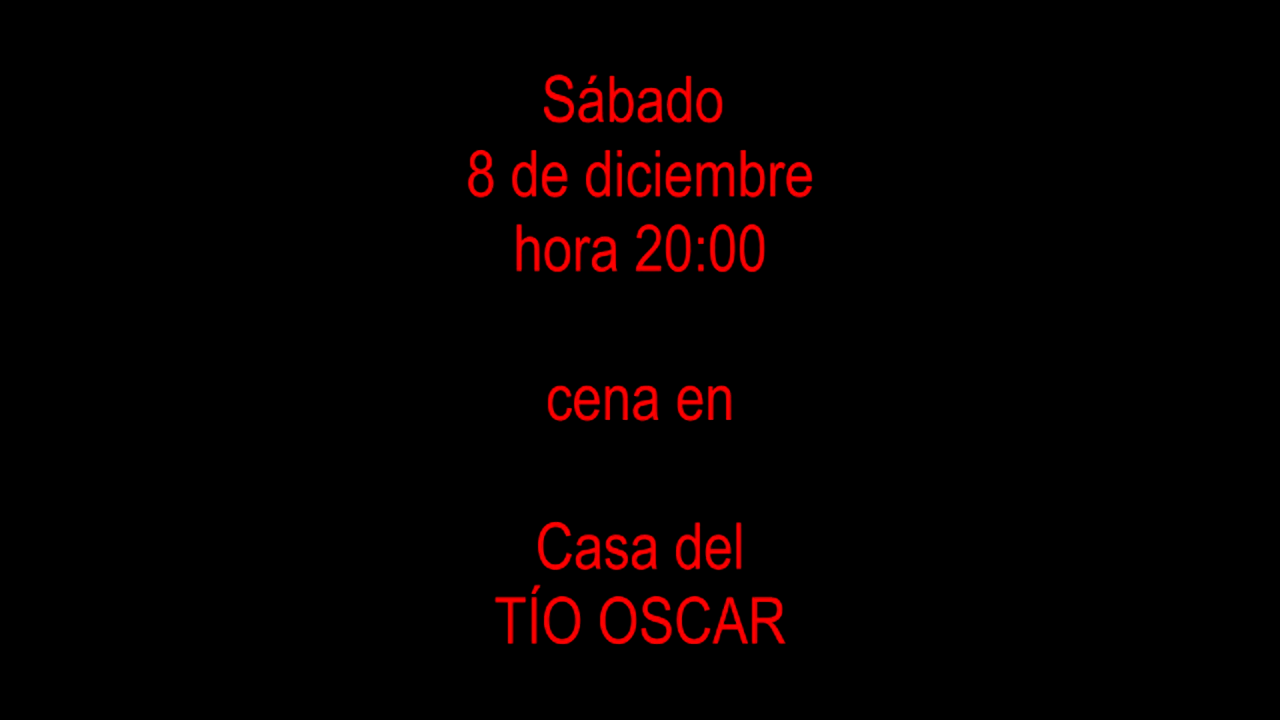 Sábado
8 de diciembre
hora 20:00
cena en
Casa del
TÍO OSCAR